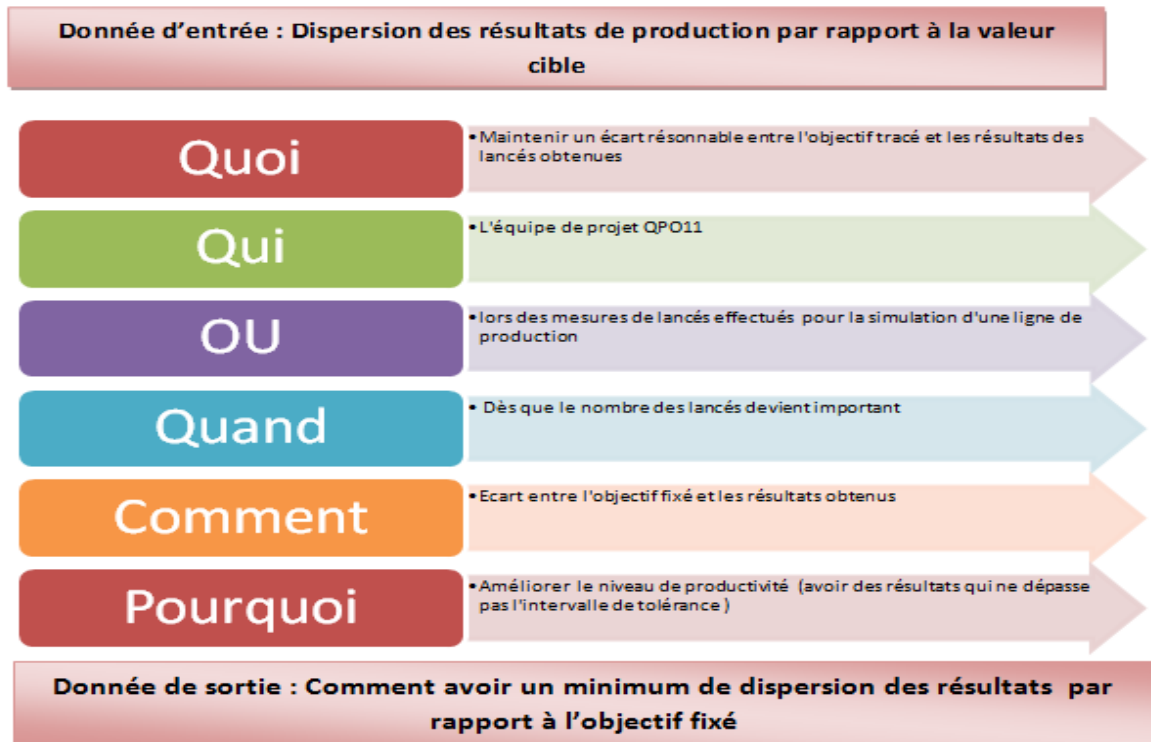 Donnée d'entrée : Dispersion des résultats de production par rapport à la valeur
cible
Quoi
•Maintenir un écart résonnable entre l'objectif tracé et les résultats des
lancés obtenues
Qui
•L'équipe de projet QPO11
OU
•lors des mesures de lancés effectués pour la simulation d'une ligne de
production
Quand
• Dès que le nombre des lancés devient important
Comment
•Ecart entre l'objectif fixé et les résultats obtenus
Pourquoi
•Améliorer le niveau de productivité (avoir des résultats qui ne dépasse
pas l'intervalle de tolérance )
Donnée de sortie : Comment avoir un minimum de dispersion des résultats par
rapport à l'objectif fixé